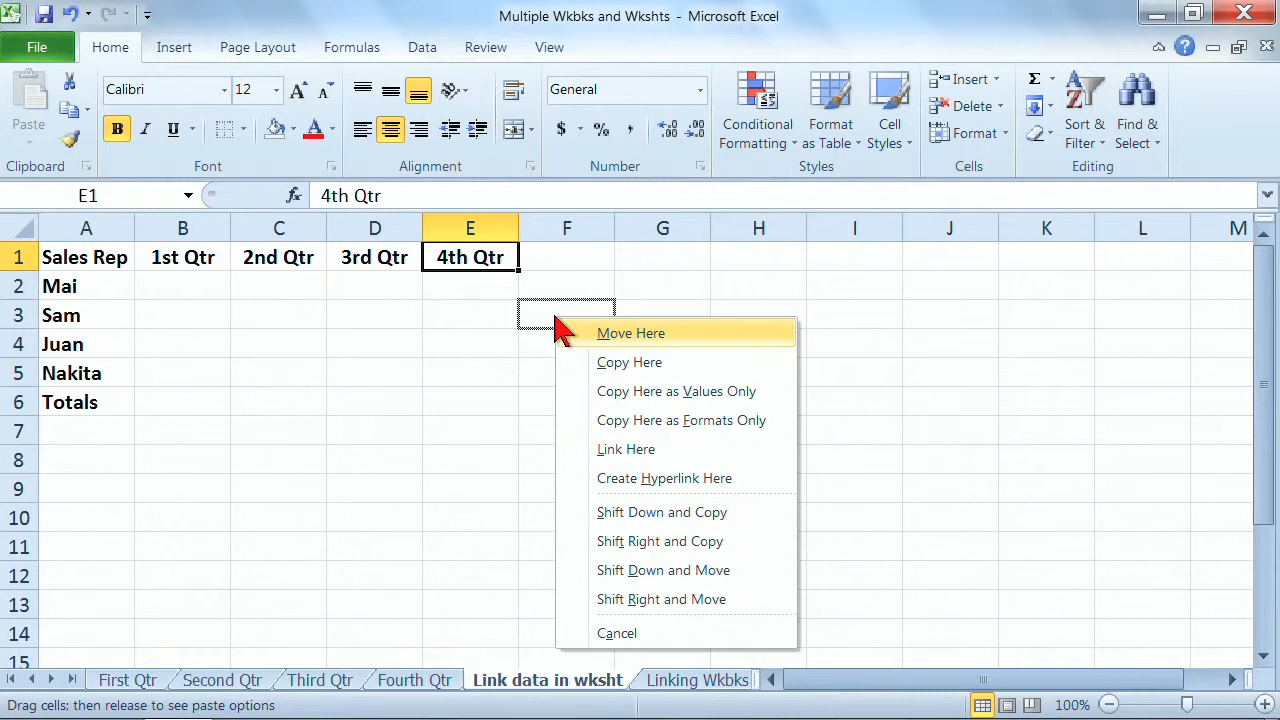 Multiple Wkbks and Wkshts - Microsoft Excel
File Home Insert Page Layout Formulas Data Review View
Paste
Calibri 12
General
Conditional Formatting
Format as Table
Cell Styles
Insert
Delete
Format
Sort & Filter
Find & Select
Clipboard Font Alignment Number Styles Cells Editing
E1 fx 4th Qtr
A B C D E F G H I J K L M
1 Sales Rep 1st Qtr 2nd Qtr 3rd Qtr 4th Qtr
2 Mai
3 Sam
4 Juan
5 Nakita
6 Totals
7
8
9
10
11
12
13
14
15
Move Here
Copy Here
Copy Here as Values Only
Copy Here as Formats Only
Link Here
Create Hyperlink Here
Shift Down and Copy
Shift Right and Copy
Shift Down and Move
Shift Right and Move
Cancel
First Qtr Second Qtr Third Qtr Fourth Qtr Link data in wksht Linking Wkbks
Drag cells; then release to see paste options 100%